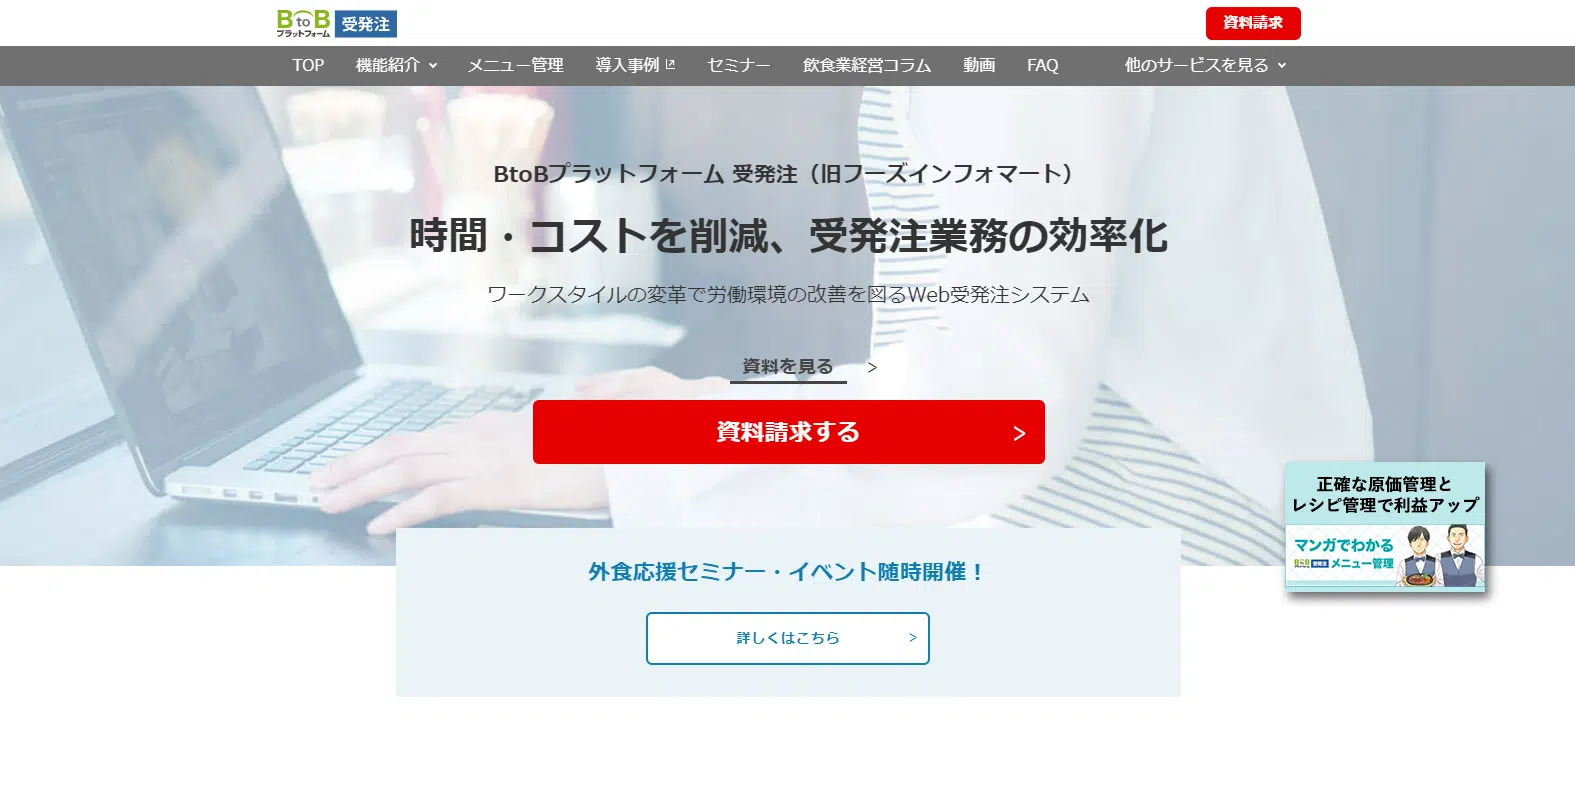 BtoB
プラットフォーム
受発注
資料請求
TOP
機能紹介
メニュー管理
導入事例
セミナー
飲食業経営コラム
動画
FAQ
他のサービスを見る
BtoBプラットフォーム 受発注（旧フーズインフォマート）
時間・コストを削減、受発注業務の効率化
ワークスタイルの変革で労働環境の改善を図るWeb受発注システム
資料を見る >
資料請求する >
正確な原価管理と
レシピ管理で利益アップ
マンガでわかる
BtoB 受発注 メニュー管理
外食応援セミナー・イベント随時開催！
詳しくはこちら >